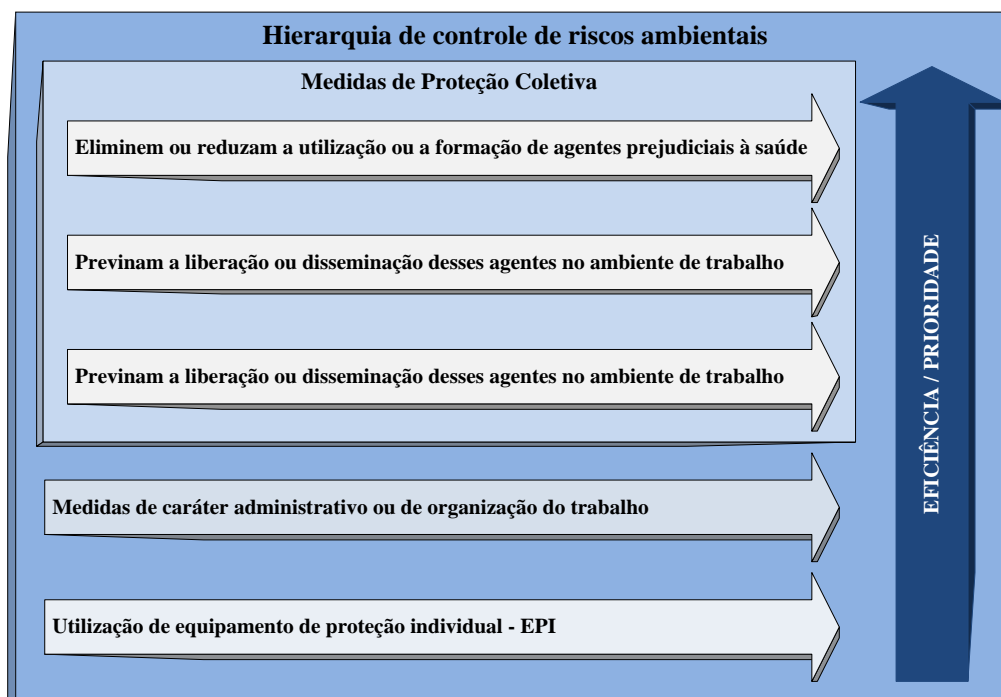 Hierarquia de controle de riscos ambientais
Medidas de Proteção Coletiva
Eliminem ou reduzam a utilização ou a formação de agentes prejudiciais à saúde
Previnam a liberação ou disseminação desses agentes no ambiente de trabalho
Previnam a liberação ou disseminação desses agentes no ambiente de trabalho
Medidas de caráter administrativo ou de organização do trabalho
Utilização de equipamento de proteção individual - EPI
EFICIÊNCIA / PRIORIDADE